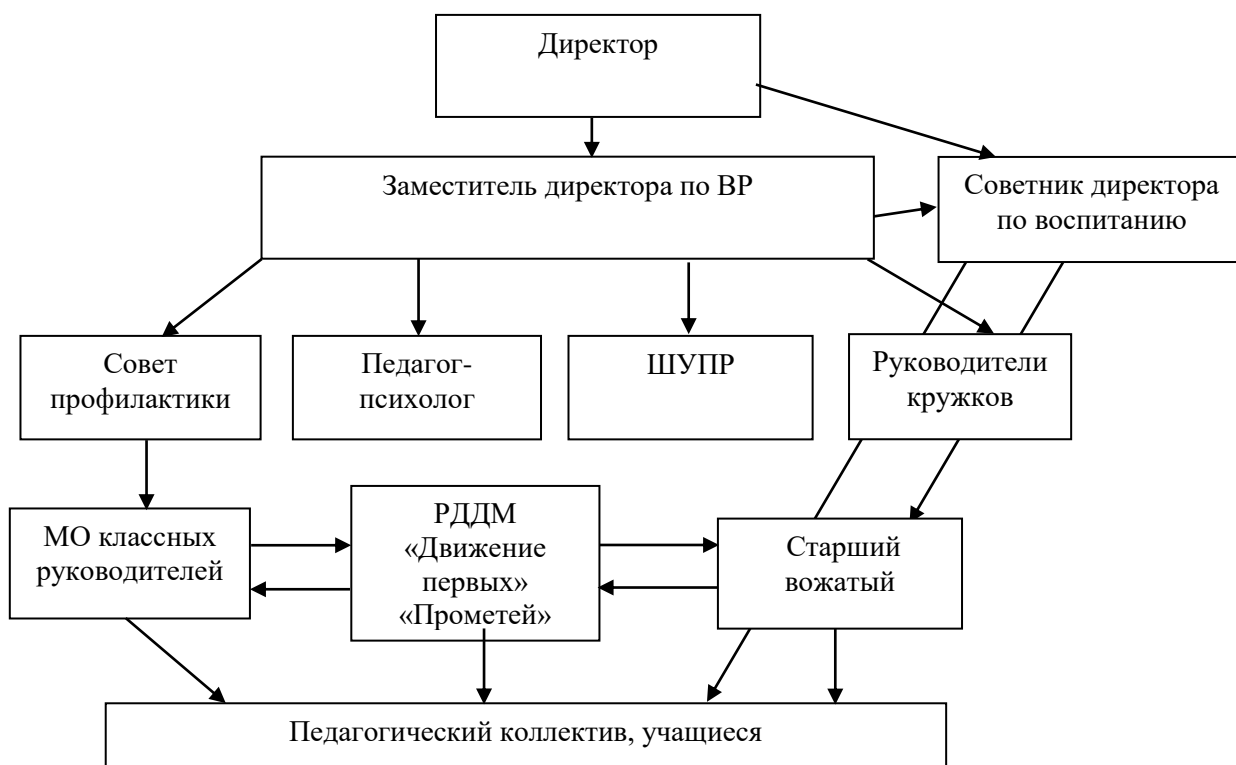 Директор
Заместитель директора по ВР
Советник директора
по воспитанию
Совет
профилактики
Педагог-
психолог
ШУПР
Руководители
кружков
МО классных
руководителей
РДДМ
«Движение
первых»
«Прометей»
Старший
вожатый
Педагогический коллектив, учащиеся